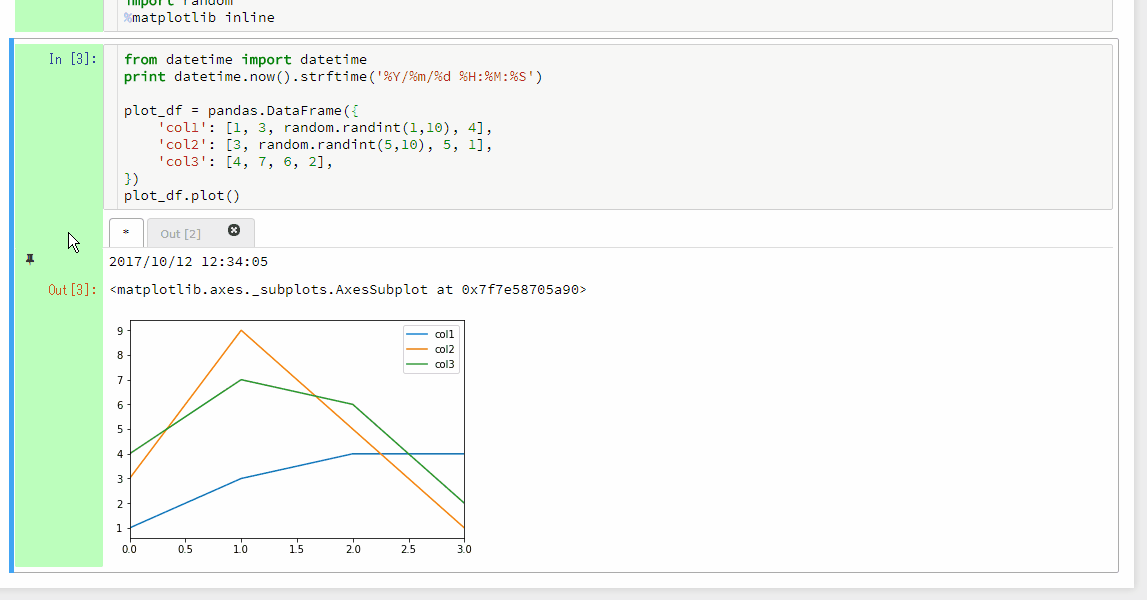 import random
%matplotlib inline
In [3]:
from datetime import datetime
print datetime.now().strftime('%Y/%m/%d %H:%M:%S')
plot_df = pandas.DataFrame({
'col1': [1, 3, random.randint(1,10), 4],
'col2': [3, random.randint(5,10), 5, 1],
'col3': [4, 7, 6, 2],
})
plot_df.plot()
* Out [2]
2017/10/12 12:34:05
Out[3]: <matplotlib.axes._subplots.AxesSubplot at 0x7f7e58705a90>
col1
col2
col3
9
8
7
6
5
4
3
2
1
0.0 0.5 1.0 1.5 2.0 2.5 3.0